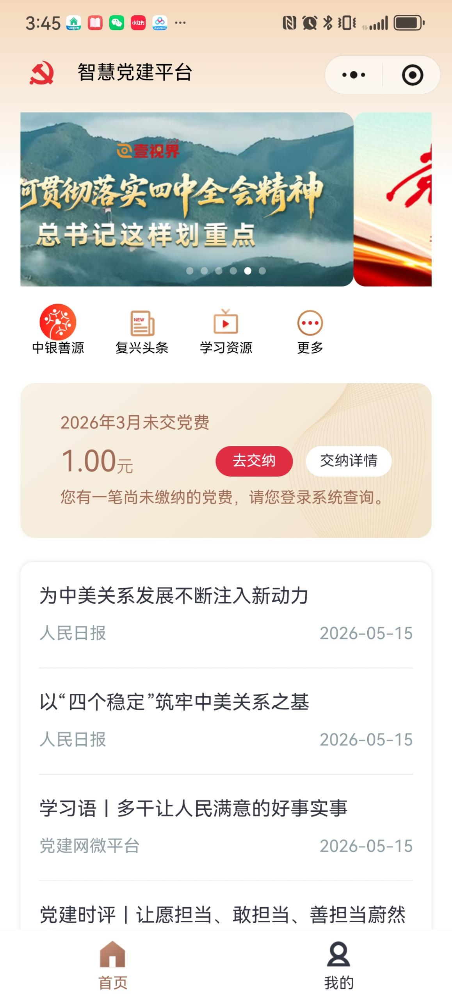 3:45
智慧党建平台
壹视界
何贯彻落实四中全会精神
总书记这样划重点
中银善源
NEW
复兴头条
学习资源
更多
2026年3月未交党费
1.00元
去交纳
交纳详情
您有一笔尚未缴纳的党费，请您登录系统查询。
为中美关系发展不断注入新动力
人民日报
2026-05-15
以“四个稳定”筑牢中美关系之基
人民日报
2026-05-15
学习语丨多干让人民满意的好事实事
党建网微平台
2026-05-15
党建时评丨让愿担当、敢担当、善担当蔚然
首页
我的